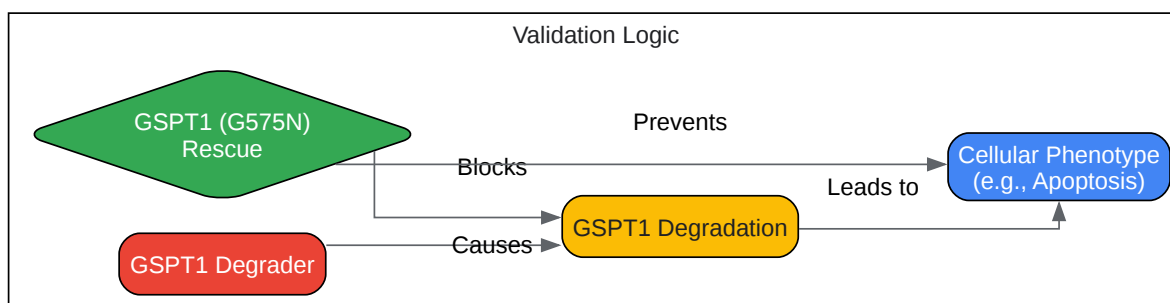 Validation Logic
GSPT1 (G575N)
Rescue
Prevents
Blocks
Cellular Phenotype
(e.g., Apoptosis)
Leads to
GSPT1 Degradation
Causes
GSPT1 Degrader